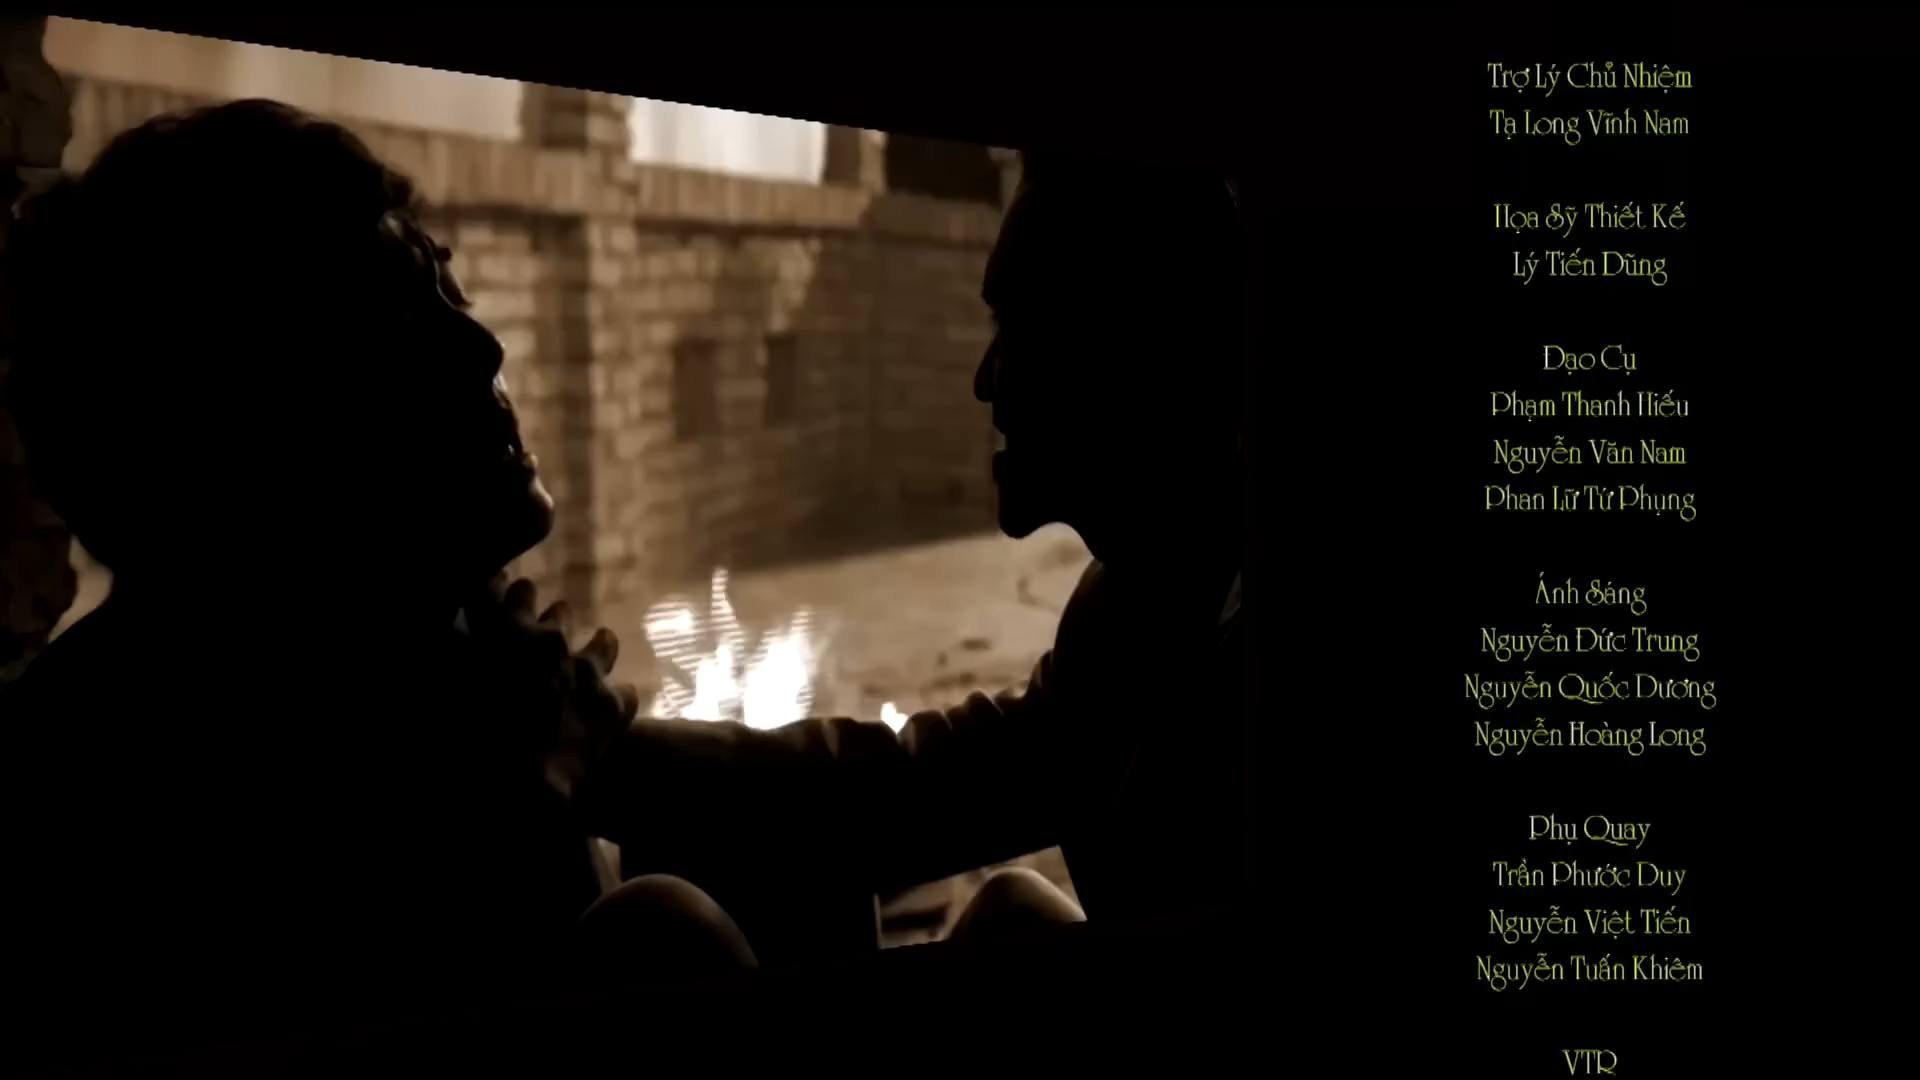 Trợ Lý Chủ Nhiệm
Tạ Long Vĩnh Nam
Họa Sỹ Thiết Kế
Lý Tiến Dũng
Đạo Cụ
Phạm Thanh Hiếu
Nguyễn Văn Nam
Phan Lữ Tứ Phụng
Ánh Sáng
Nguyễn Đức Trung
Nguyễn Quốc Dương
Nguyễn Hoàng Long
Phụ Quay
Trần Phước Duy
Nguyễn Việt Tiến
Nguyễn Tuấn Khiêm
VTR